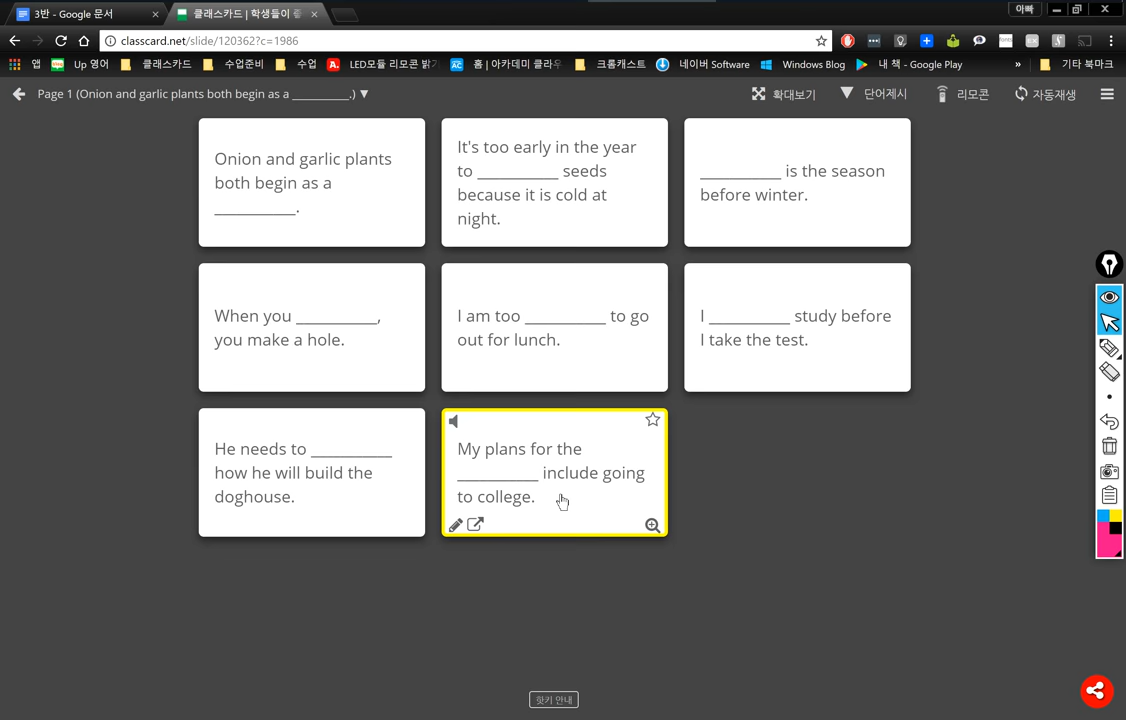 3반 - Google 문서
클래스카드 | 학생들이 좋
아빠
classcard.net/slide/120362?c=1986
앱
Up 영어
클래스카드
수업준비
수업
LED모듈 리모콘 밝기
홈 | 아카데미 클라우
크롬캐스트
네이버 Software
Windows Blog
내 책 - Google Play
»
기타 북마크
Page 1 (Onion and garlic plants both begin as a __________.) ▼
확대보기
단어제시
리모콘
자동재생
Onion and garlic plants
both begin as a
__________.
It's too early in the year
to __________ seeds
because it is cold at
night.
__________ is the season
before winter.
When you __________,
you make a hole.
I am too __________ to go
out for lunch.
I __________ study before
I take the test.
He needs to __________
how he will build the
doghouse.
My plans for the
__________ include going
to college.
핫키 안내